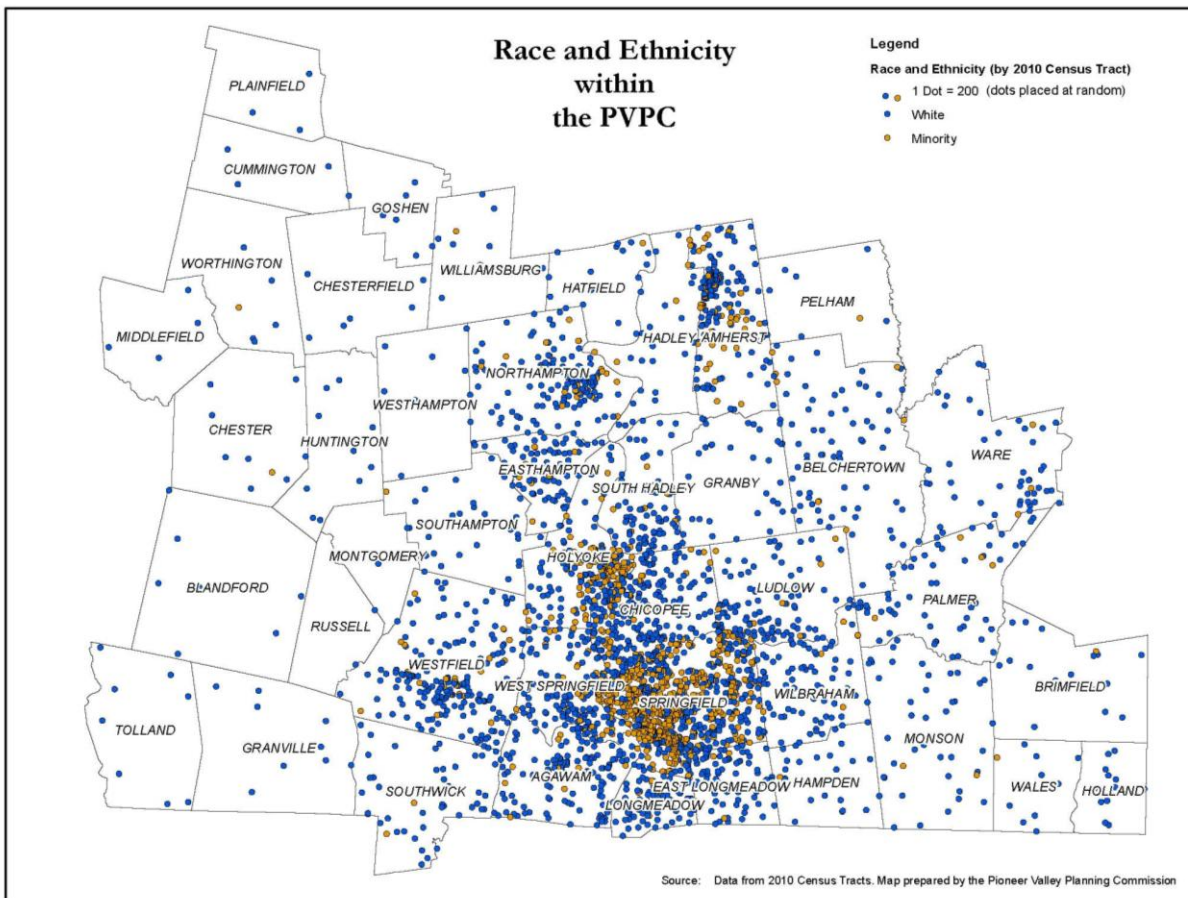 Race and Ethnicity
within
the PVPC
Legend
Race and Ethnicity (by 2010 Census Tract)
1 Dot = 200 (dots placed at random)
White
Minority
PLAINFIELD
CUMMINGTON
GOSHEN
WORTHINGTON
CHESTERFIELD
WILLIAMSBURG
HATFIELD
PELHAM
MIDDLEFIELD
HADLEY
AMHERST
NORTHAMPTON
WESTHAMPTON
CHESTER
HUNTINGTON
EASTHAMPTON
SOUTH HADLEY
GRANBY
BELCHERTOWN
WARE
SOUTHAMPTON
MONTGOMERY
HOLYOKE
BLANDFORD
LUDLOW
CHICOPEE
PALMER
RUSSELL
WESTFIELD
WEST SPRINGFIELD
SPRINGFIELD
WILBRAHAM
BRIMFIELD
TOLLAND
GRANVILLE
MONSON
AGAWAM
EAST LONGMEADOW
HAMPDEN
SOUTHWICK
LONGMEADOW
WALES
HOLLAND
Source: Data from 2010 Census Tracts. Map prepared by the Pioneer Valley Planning Commission